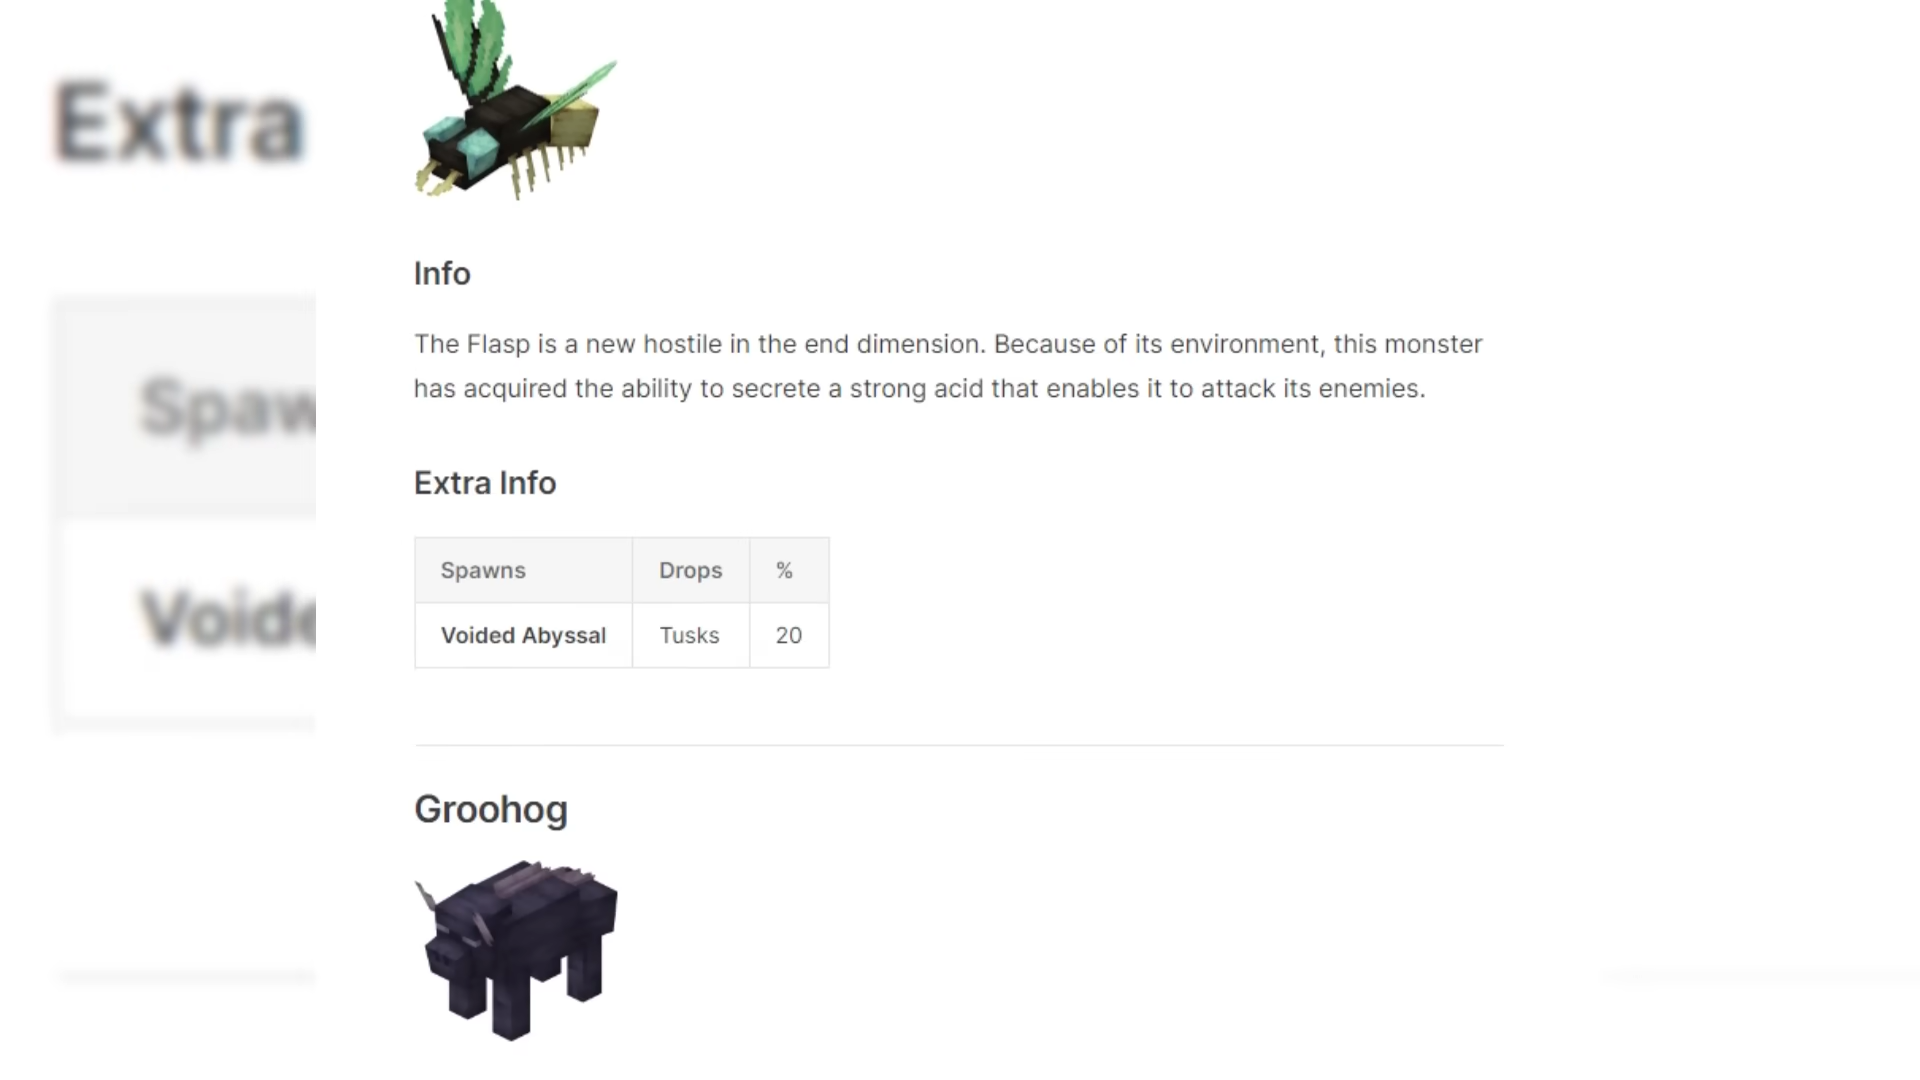 Extra
Spaw
Voide
Info
The Flasp is a new hostile in the end dimension. Because of its environment, this monster
has acquired the ability to secrete a strong acid that enables it to attack its enemies.
Extra Info
Spawns Drops %
Voided Abyssal Tusks 20
Groohog